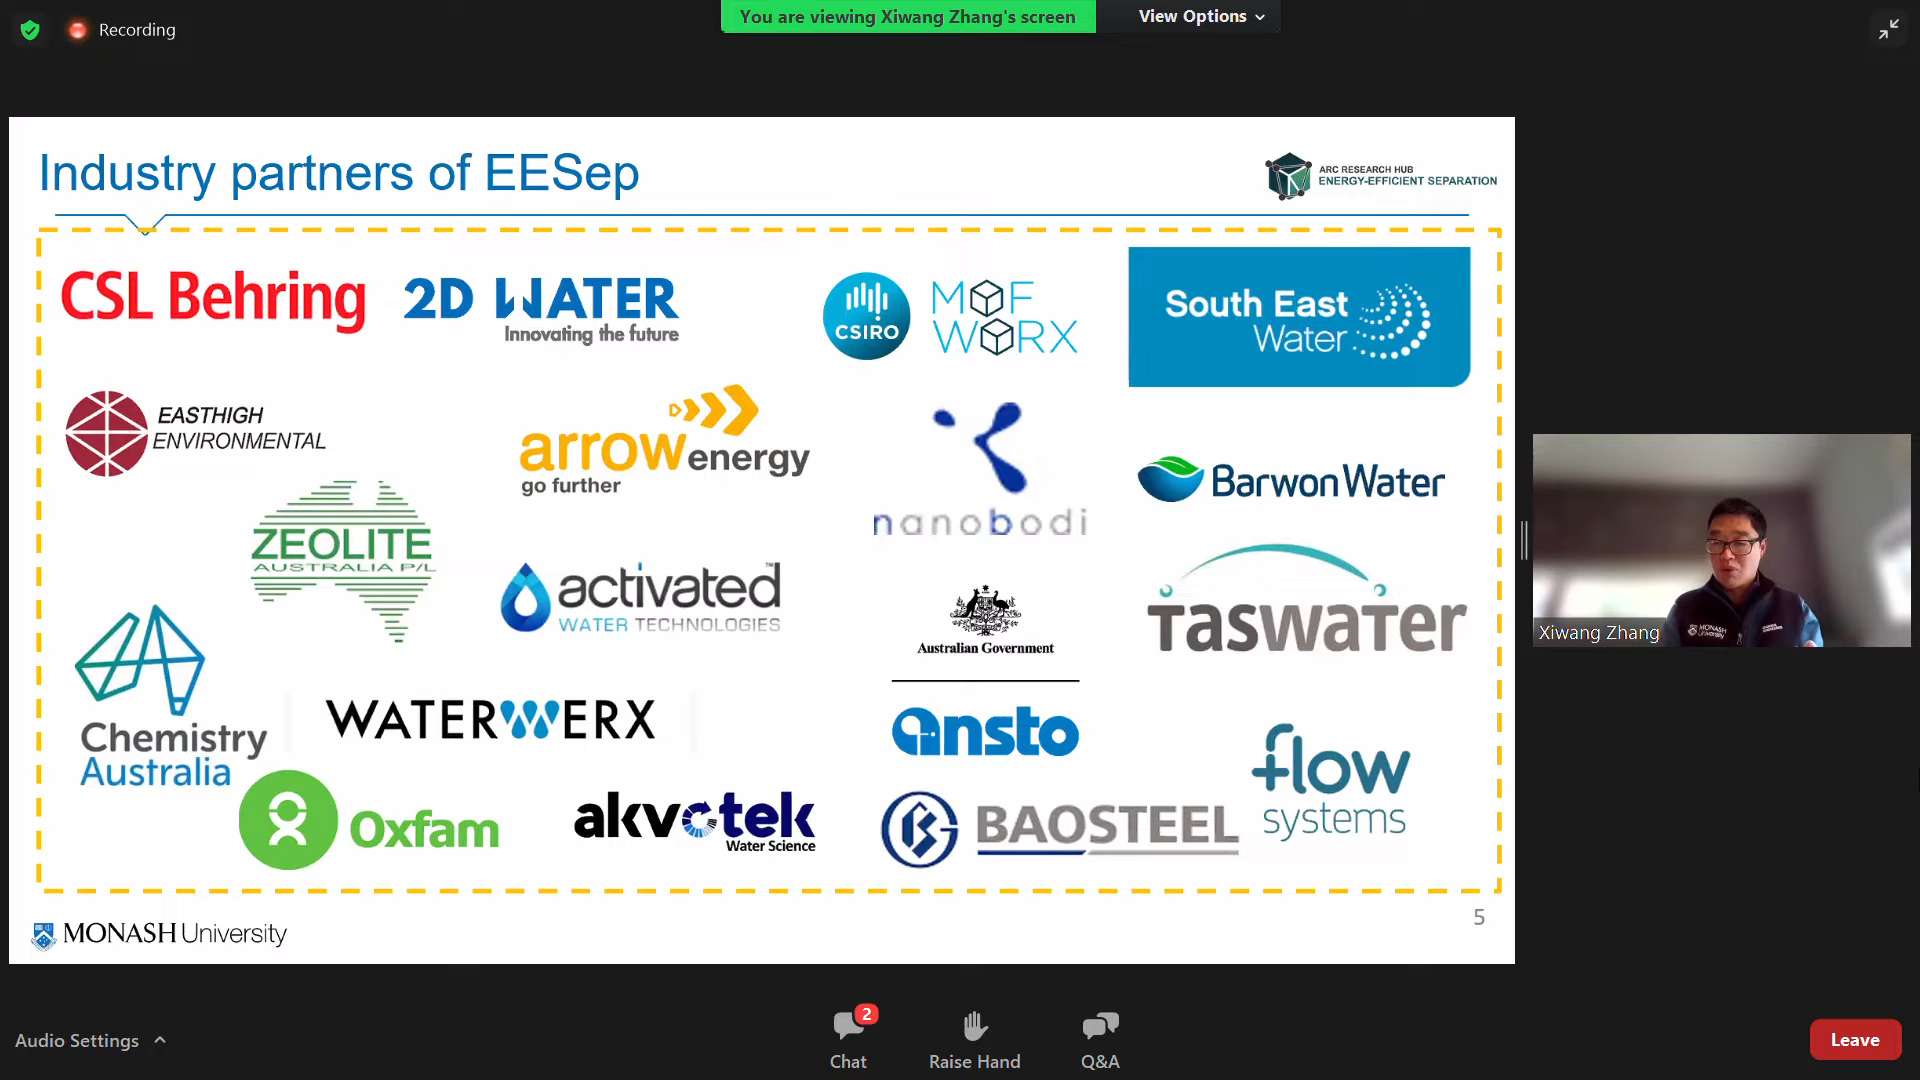 You are viewing Xiwang Zhang's screen
View Options
Recording
Industry partners of EESep
ARC RESEARCH HUB
ENERGY-EFFICIENT SEPARATION
CSL Behring
2D WATER
Innovating the future
CSIRO
MOF
WORX
South East
Water
EASTHIGH
ENVIRONMENTAL
arrow energy
go further
nanobodi
Barwon Water
ZEOLITE
AUSTRALIA P/L
activated™
WATER TECHNOLOGIES
Australian Government
TASWATER
Chemistry
Australia
WATERWERX
ansto
flow
systems
Oxfam
akvotek
Water Science
BAOSTEEL
MONASH University
5
MONASH
University
Xiwang Zhang
Audio Settings
2
Chat
Raise Hand
Q&A
Leave